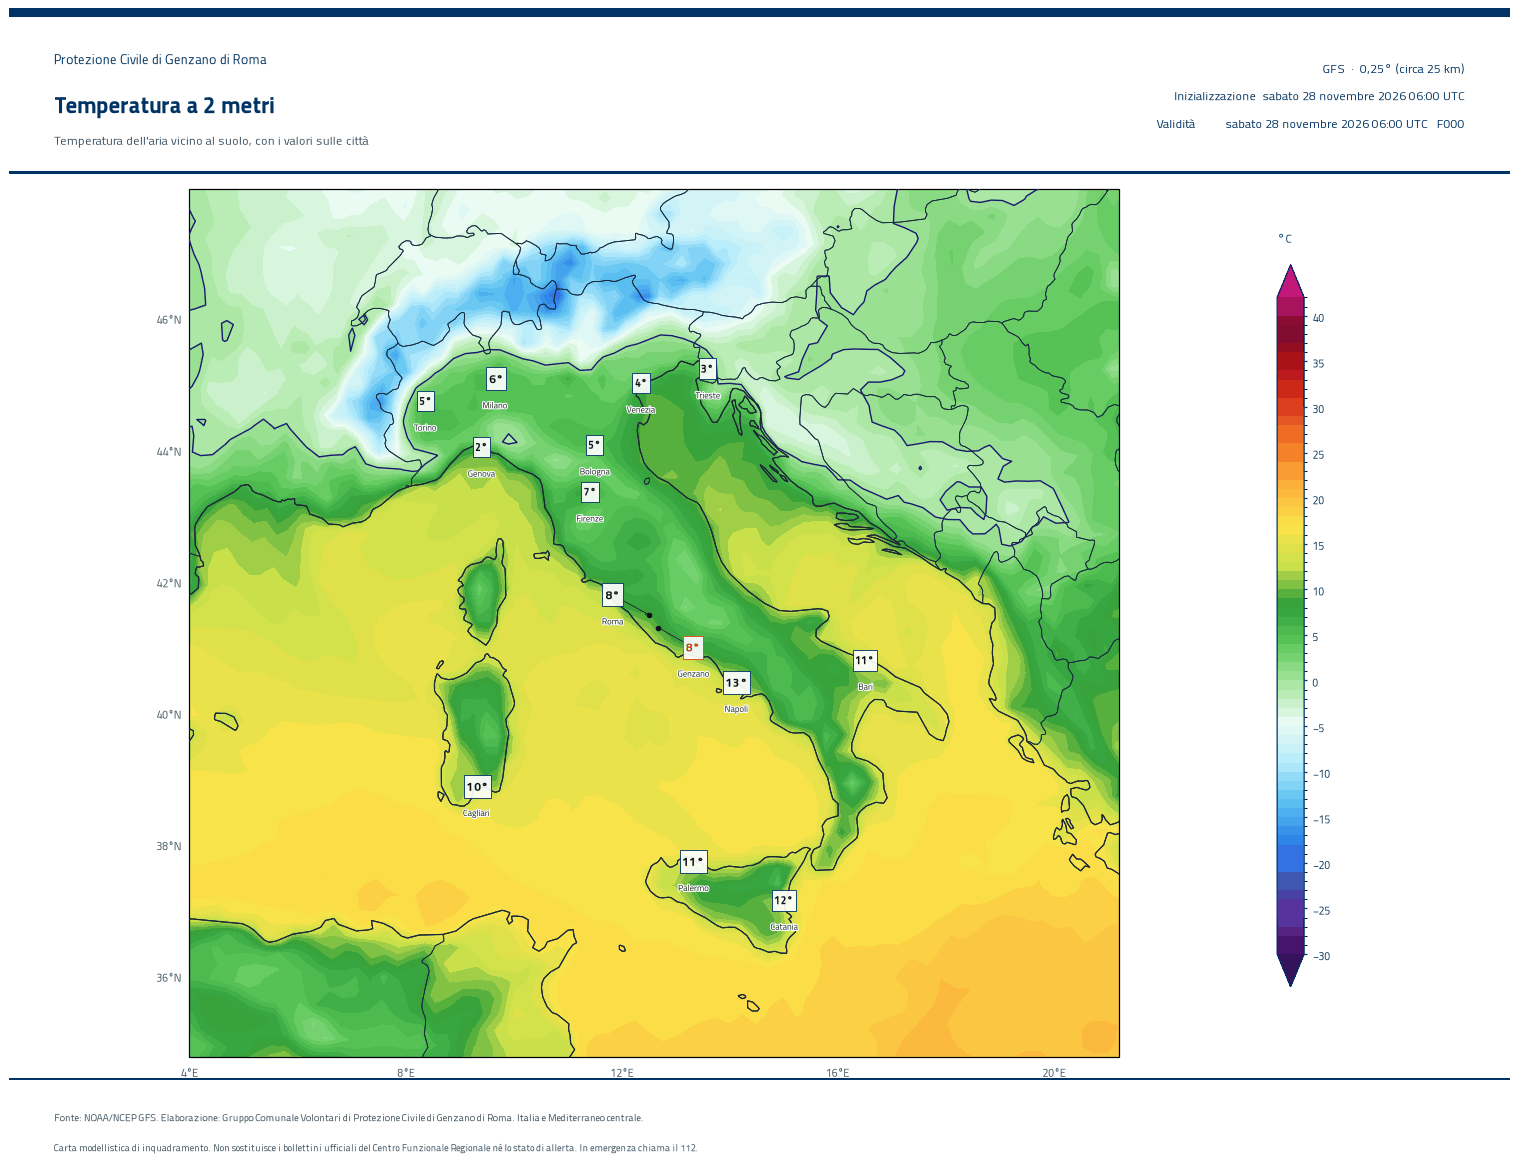 Protezione Civile di Genzano di Roma
Temperatura a 2 metri
Temperatura dell'aria vicino al suolo, con i valori sulle città
GFS · 0,25° (circa 25 km)
Inizializzazione sabato 28 novembre 2026 06:00 UTC
Validità sabato 28 novembre 2026 06:00 UTC F000
°C
40
35
30
25
20
15
10
5
0
−5
−10
−15
−20
−25
−30
46°N
44°N
42°N
40°N
38°N
36°N
4°E
8°E
12°E
16°E
20°E
3°
Trieste
6°
Milano
4°
Venezia
5°
Torino
2°
Genova
5°
Bologna
7°
Firenze
8°
Roma
8°
Genzano
11°
Bari
13°
Napoli
10°
Cagliari
11°
Palermo
12°
Catania
Fonte: NOAA/NCEP GFS. Elaborazione: Gruppo Comunale Volontari di Protezione Civile di Genzano di Roma. Italia e Mediterraneo centrale.
Carta modellistica di inquadramento. Non sostituisce i bollettini ufficiali del Centro Funzionale Regionale né lo stato di allerta. In emergenza chiama il 112.